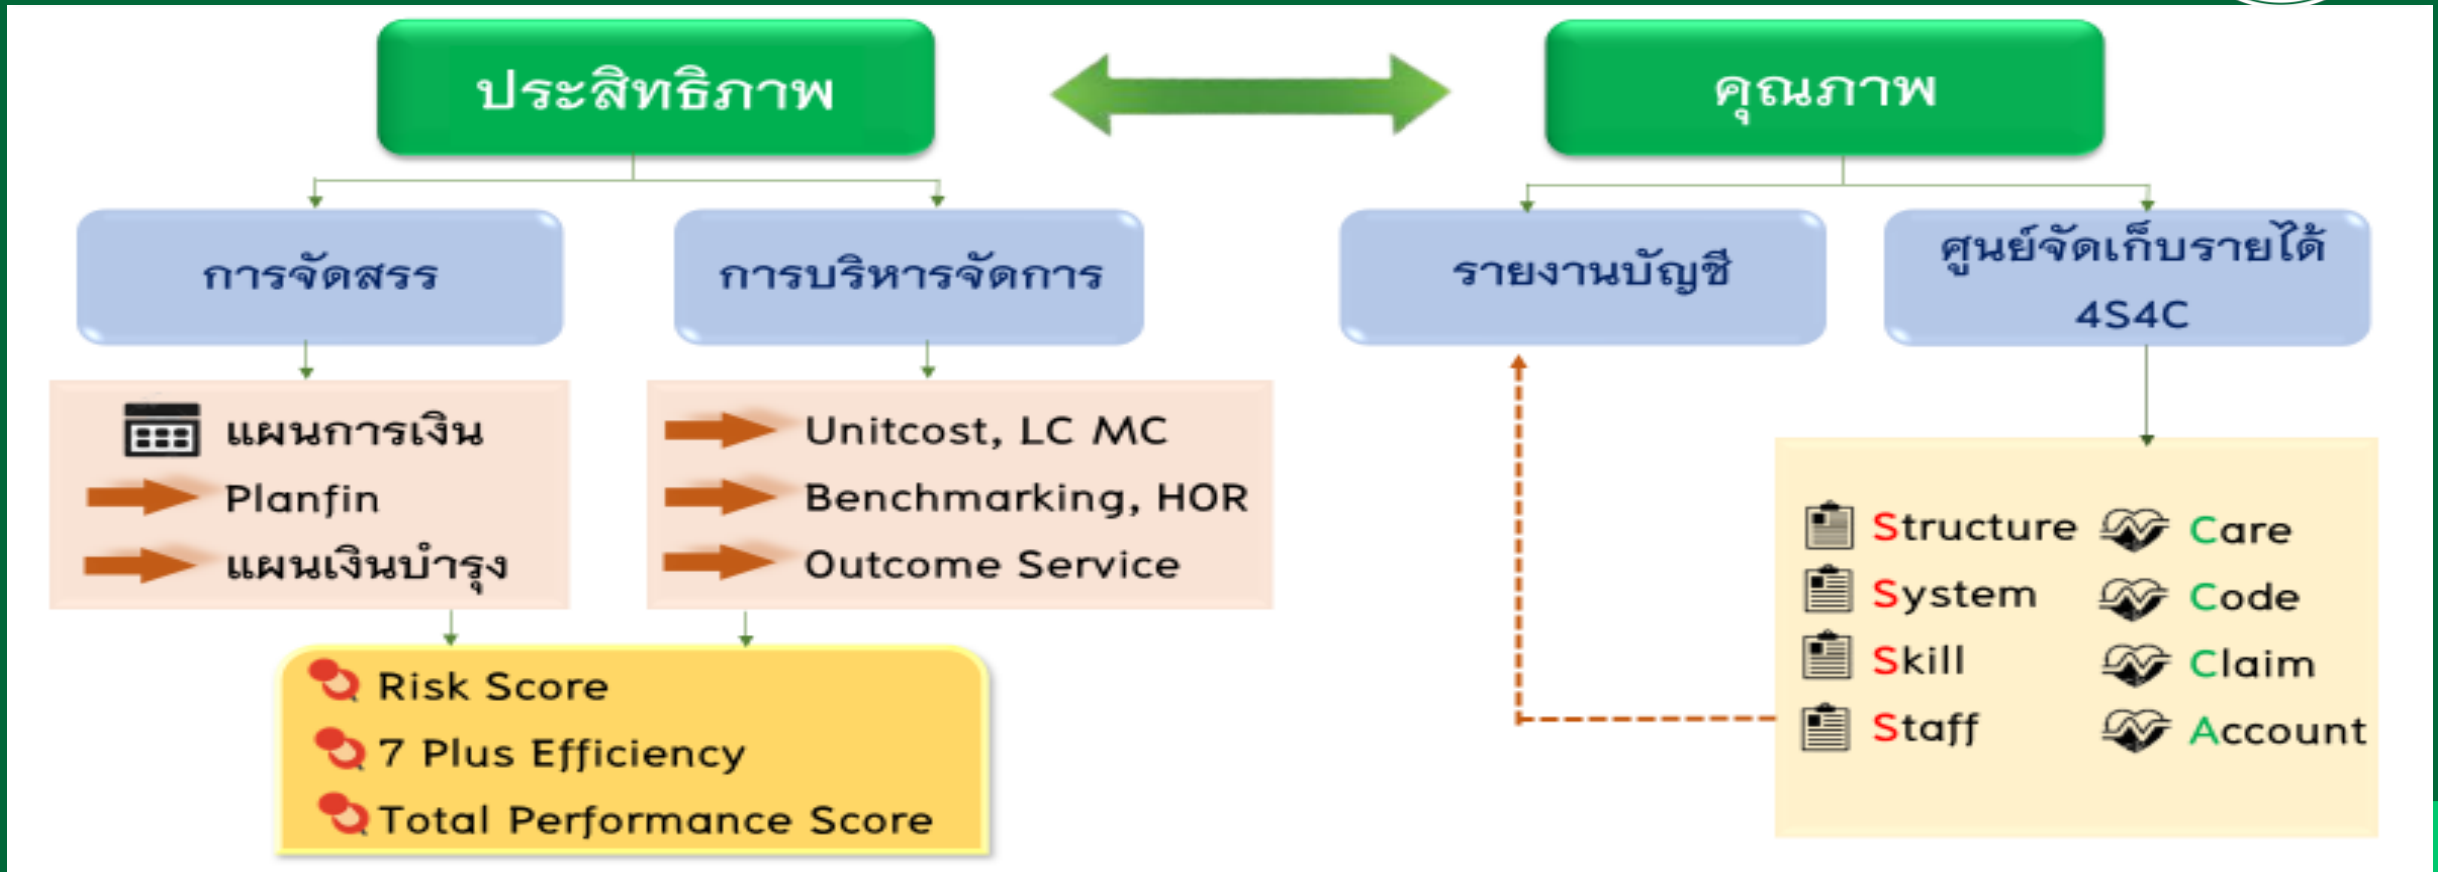 ประสิทธิภาพ
คุณภาพ
การจัดสรร
การบริหารจัดการ
รายงานบัญชี
ศูนย์จัดเก็บรายได้
4S4C
แผนการเงิน
Planfin
แผนเงินบำรุง
Unitcost, LC MC
Benchmarking, HOR
Outcome Service
Risk Score
7 Plus Efficiency
Total Performance Score
Structure
System
Skill
Staff
Care
Code
Claim
Account